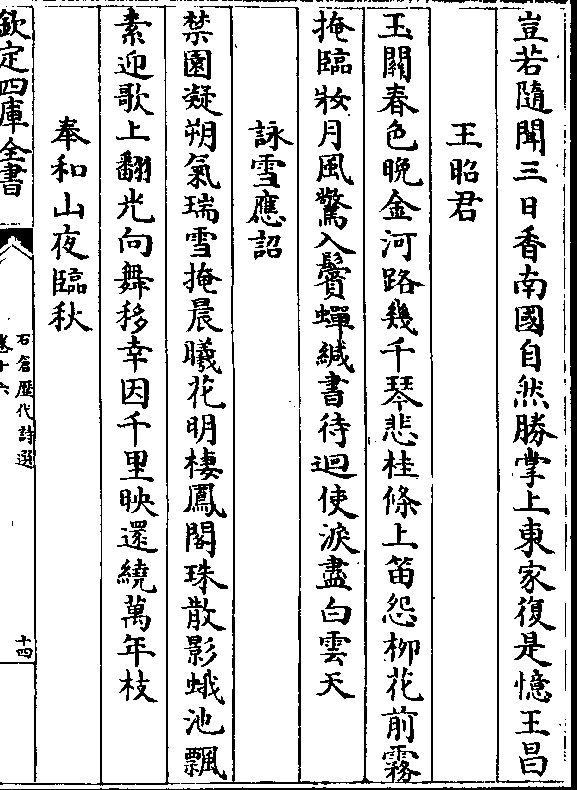 豈若隨聞三日香南國自然勝掌上東家復是憶王昌
王昭君
玉關春色晚金河路幾千琴悲桂條上笛怨柳花前霧
掩臨妝月風驚入鬢蟬緘書待迴使淚盡白雲天
詠雪應詔
禁園凝朔氣瑞雪掩晨曦花明棲鳳閣珠散影蛾池飄
素迎歌上翻光向舞移幸因千里映還繞萬年枝
奉和山夜臨秋
欽定四庫全書
石倉歷代詩選
卷十六
十四